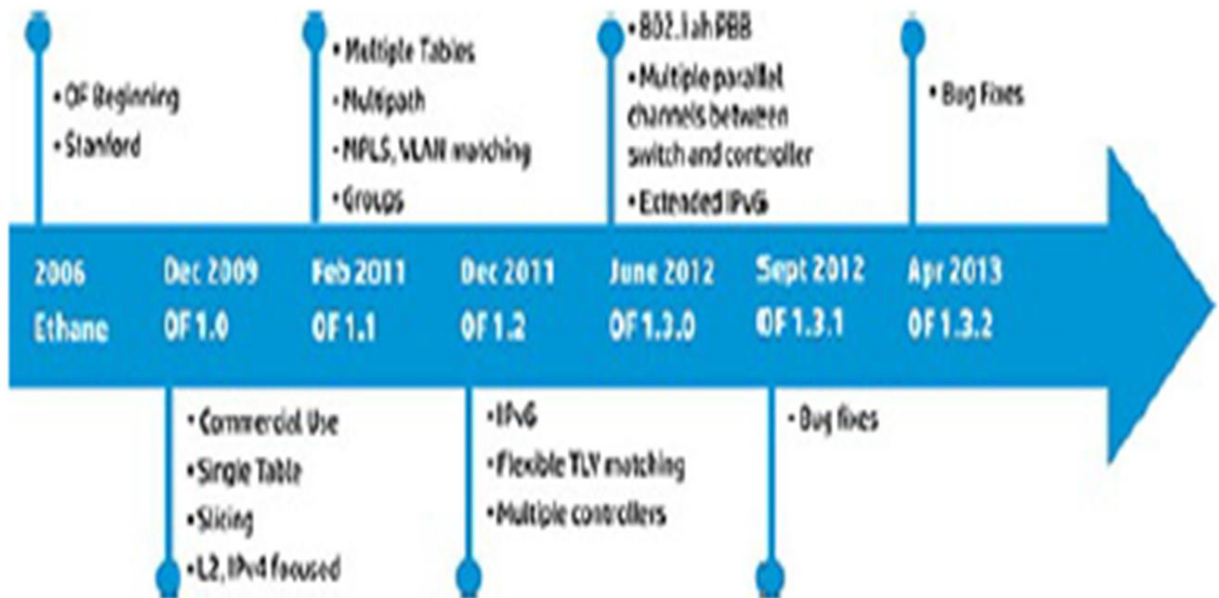 • OF Beginning
• Stanford
• Multiple Tables
• Multipath
• MPLS, VLAN matching
• Groups
• 802.1ah PBB
• Multiple parallel
channels between
switch and controller
• Extended IPv6
• Bug Fixes
2006
Ethane
Dec 2009
OF 1.0
Feb 2011
OF 1.1
Dec 2011
OF 1.2
June 2012
OF 1.3.0
Sept 2012
OF 1.3.1
Apr 2013
OF 1.3.2
• Commercial Use
• Single Table
• Slicing
• L2, IPv4 focused
• IPv6
• Flexible TLV matching
• Multiple controllers
• Bug fixes